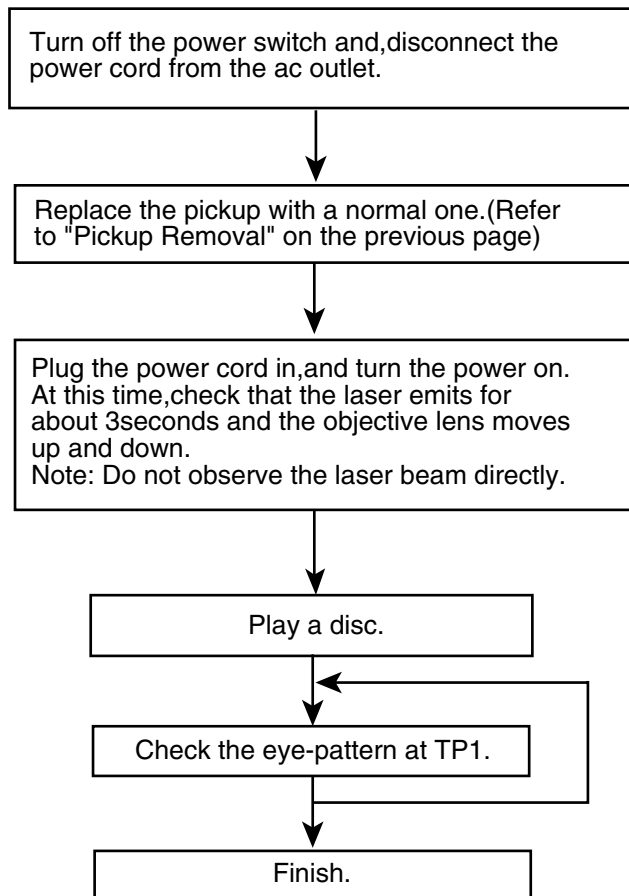 Turn off the power switch and,disconnect the
power cord from the ac outlet.
Replace the pickup with a normal one.(Refer
to "Pickup Removal" on the previous page)
Plug the power cord in,and turn the power on.
At this time,check that the laser emits for
about 3seconds and the objective lens moves
up and down.
Note: Do not observe the laser beam directly.
Play a disc.
Check the eye-pattern at TP1.
Finish.